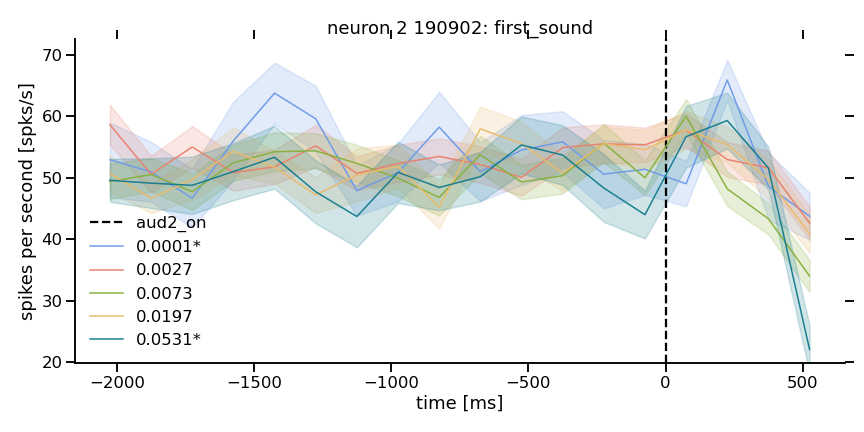 neuron 2 190902: first_sound
spikes per second [spks/s]
70
60
50
40
30
20
aud2_on
0.0001*
0.0027
0.0073
0.0197
0.0531*
−2000 −1500 −1000 −500 0 500
time [ms]